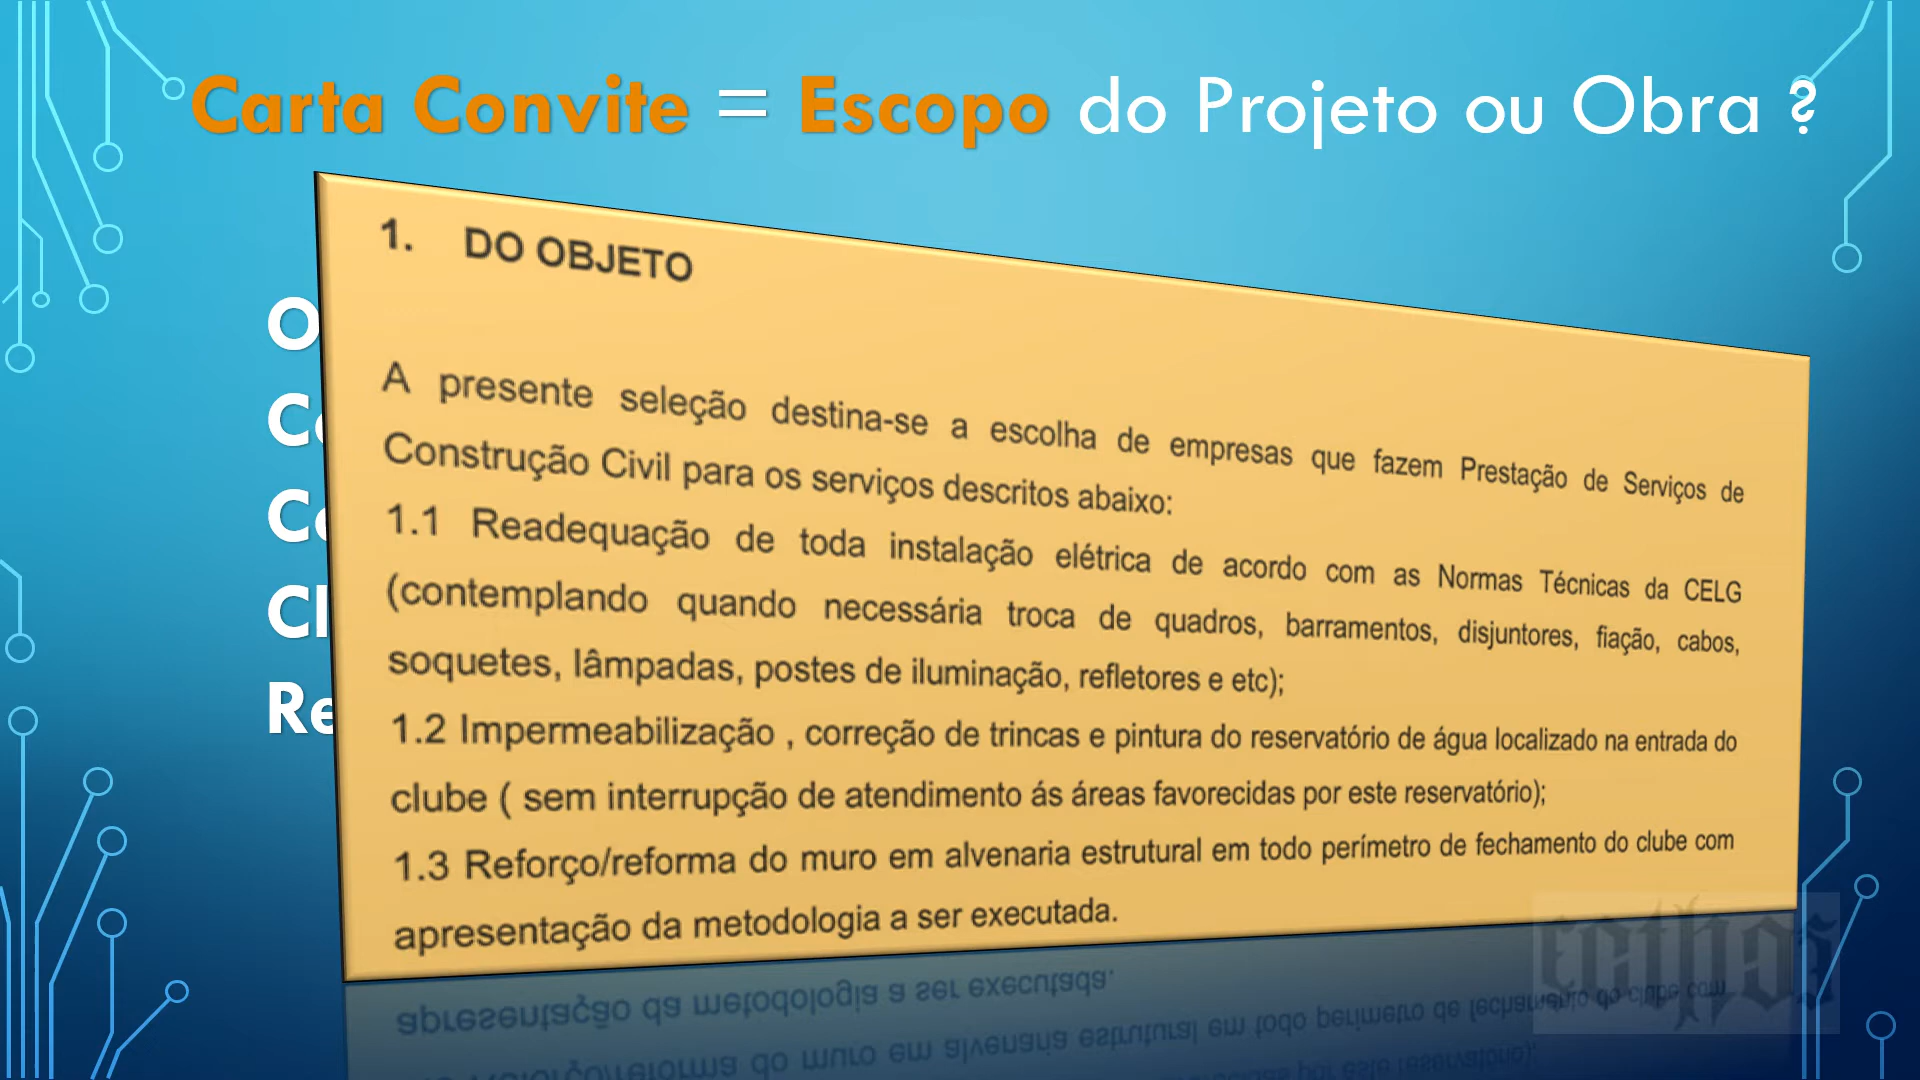 Carta Convite = Escopo do Projeto ou Obra ?
1. DO OBJETO
A presente seleção destina-se a escolha de empresas que fazem Prestação de Serviços de
Construção Civil para os serviços descritos abaixo:
1.1 Readequação de toda instalação elétrica de acordo com as Normas Técnicas da CELG
(contemplando quando necessária troca de quadros, barramentos, disjuntores, fiação, cabos,
soquetes, lâmpadas, postes de iluminação, refletores e etc);
1.2 Impermeabilização , correção de trincas e pintura do reservatório de água localizado na entrada do
clube ( sem interrupção de atendimento ás áreas favorecidas por este reservatório);
1.3 Reforço/reforma do muro em alvenaria estrutural em todo perímetro de fechamento do clube com
apresentação da metodologia a ser executada.